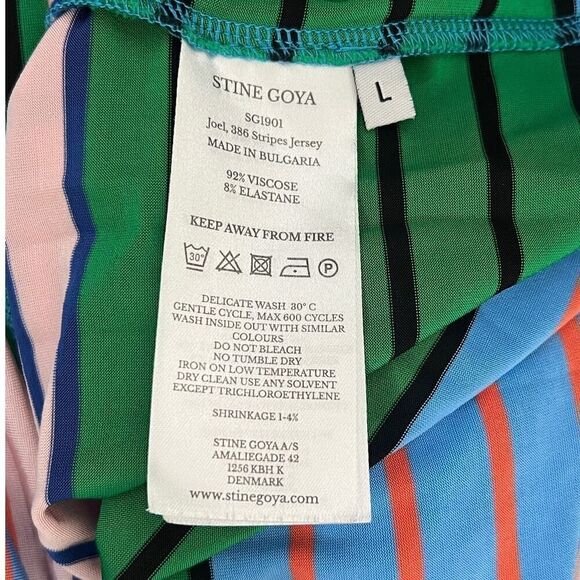 STINE GOYA
SG1901
Joel, 386 Stripes Jersey
MADE IN BULGARIA
92% VISCOSE
8% ELASTANE
KEEP AWAY FROM FIRE
30°
P
DELICATE WASH 30° C
GENTLE CYCLE, MAX 600 CYCLES
WASH INSIDE OUT WITH SIMILAR
COLOURS
DO NOT BLEACH
NO TUMBLE DRY
IRON ON LOW TEMPERATURE
DRY CLEAN USE ANY SOLVENT
EXCEPT TRICHLOROETHYLENE
SHRINKAGE 1-4%
STINE GOYA A/S
AMALIEGADE 42
1256 KBH K
DENMARK
www.stinegoya.com
L